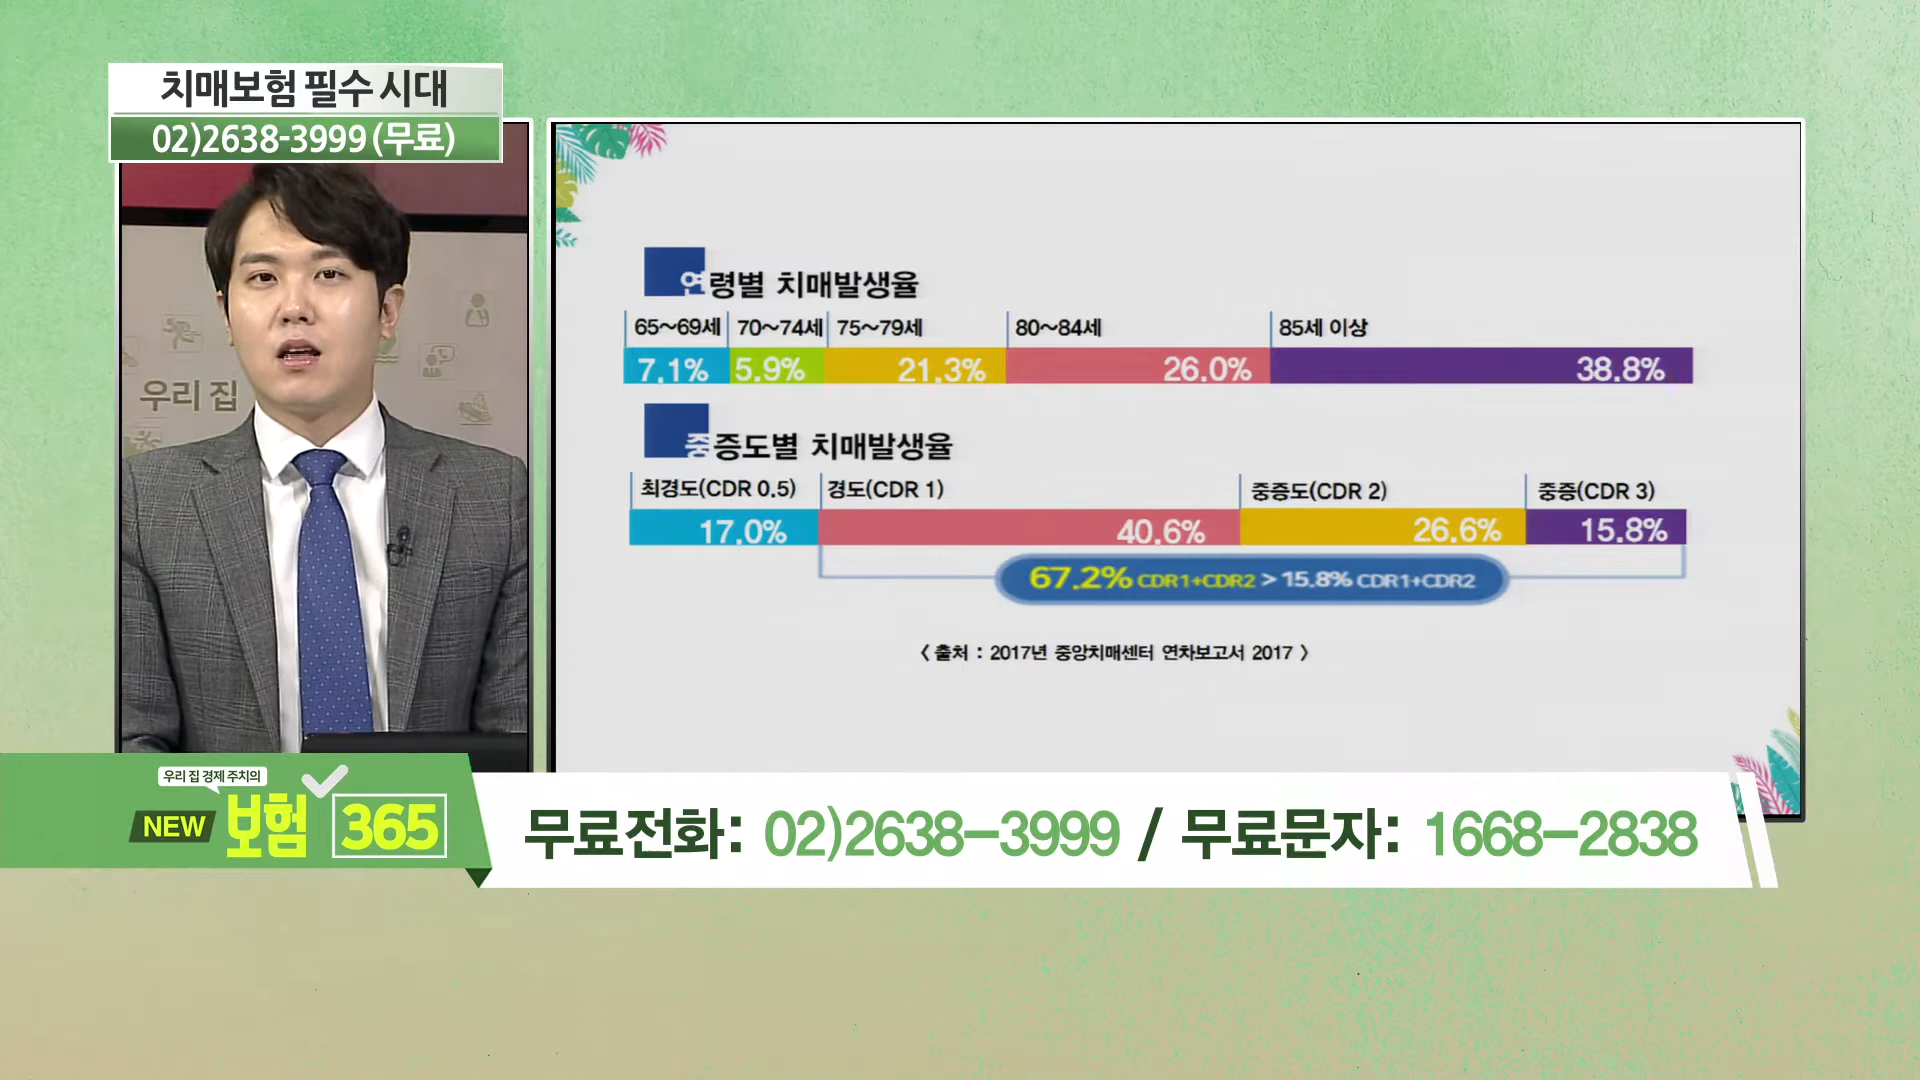 치매보험 필수 시대
02)2638-3999 (무료)
우리 집
연령별 치매발생율
65~69세 70~74세 75~79세 80~84세 85세 이상
7.1% 5.9% 21.3% 26.0% 38.8%
중증도별 치매발생율
최경도(CDR 0.5) 경도(CDR 1) 중증도(CDR 2) 중증(CDR 3)
17.0% 40.6% 26.6% 15.8%
67.2% CDR1+CDR2 > 15.8% CDR1+CDR2
< 출처 : 2017년 중앙치매센터 연차보고서 2017 >
우리 집 경제 주치의
NEW 보험 365
무료전화: 02)2638-3999 / 무료문자: 1668-2838